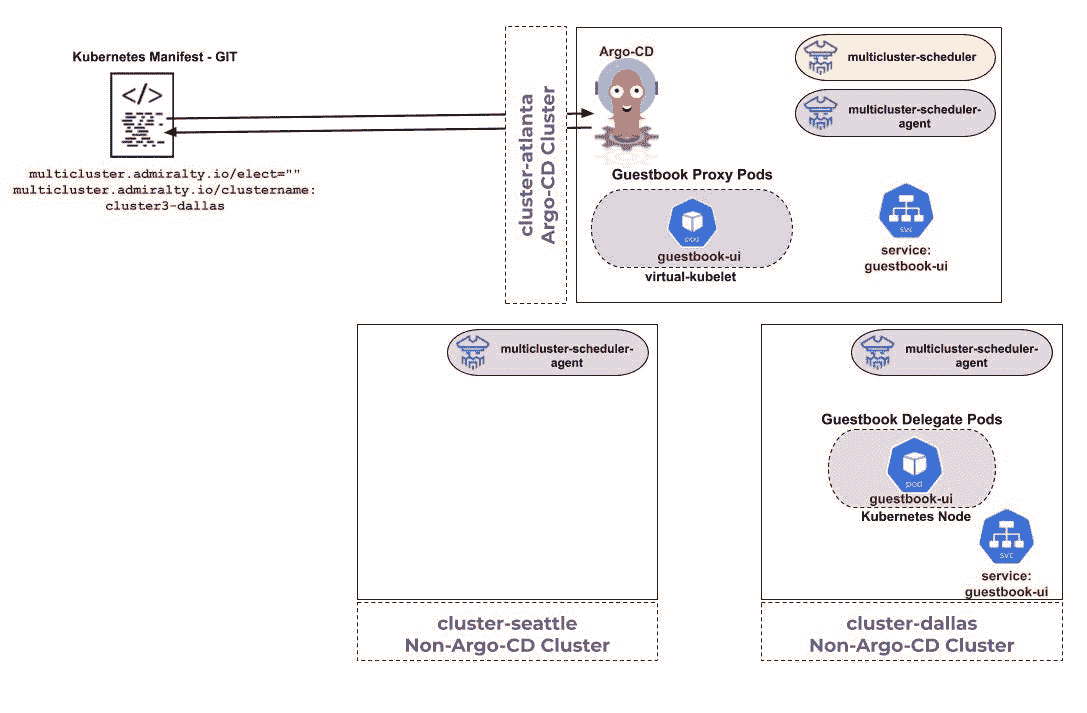 Kubernetes Manifest - GIT
</>
multicluster.admiralty.io/elect=""
multicluster.admiralty.io/clustername:
cluster3-dallas
cluster-atlanta
Argo-CD Cluster
Argo-CD
multicluster-scheduler
multicluster-scheduler-
agent
Guestbook Proxy Pods
pod
guestbook-ui
virtual-kubelet
svc
service:
guestbook-ui
multicluster-scheduler-
agent
cluster-seattle
Non-Argo-CD Cluster
multicluster-scheduler-
agent
Guestbook Delegate Pods
pod
guestbook-ui
Kubernetes Node
svc
service:
guestbook-ui
cluster-dallas
Non-Argo-CD Cluster